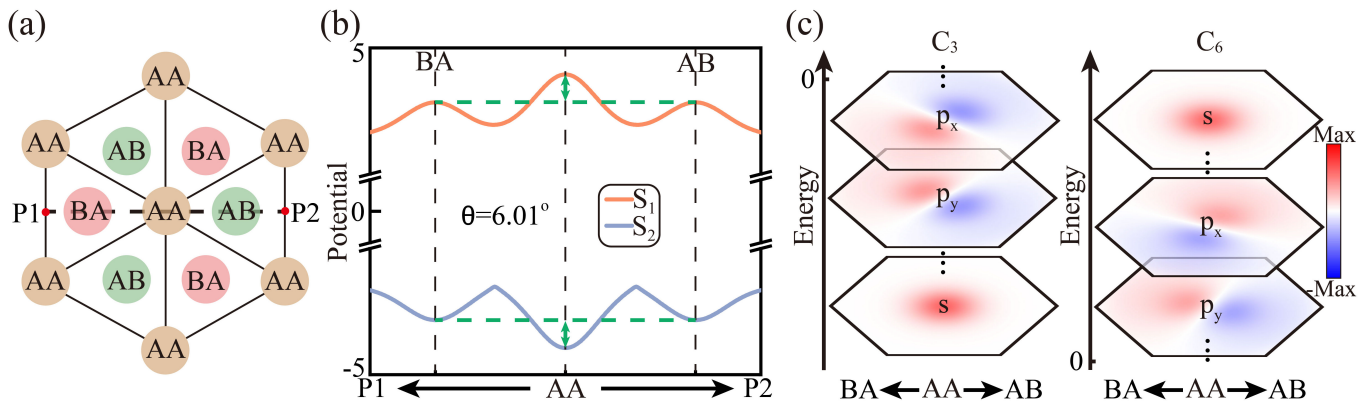 (a)
AA
AA
AA
AB
BA
P1
BA
AA
AB
P2
AB
BA
AA
AA
AA
(b)
5
BA
AB
Potential
0
θ=6.01°
S₁
S₂
-5
P1
AA
P2
(c)
C₃
C₆
0
pₓ
p_y
s
Energy
BA
AA
AB
s
pₓ
p_y
Energy
0
BA
AA
AB
Max
-Max